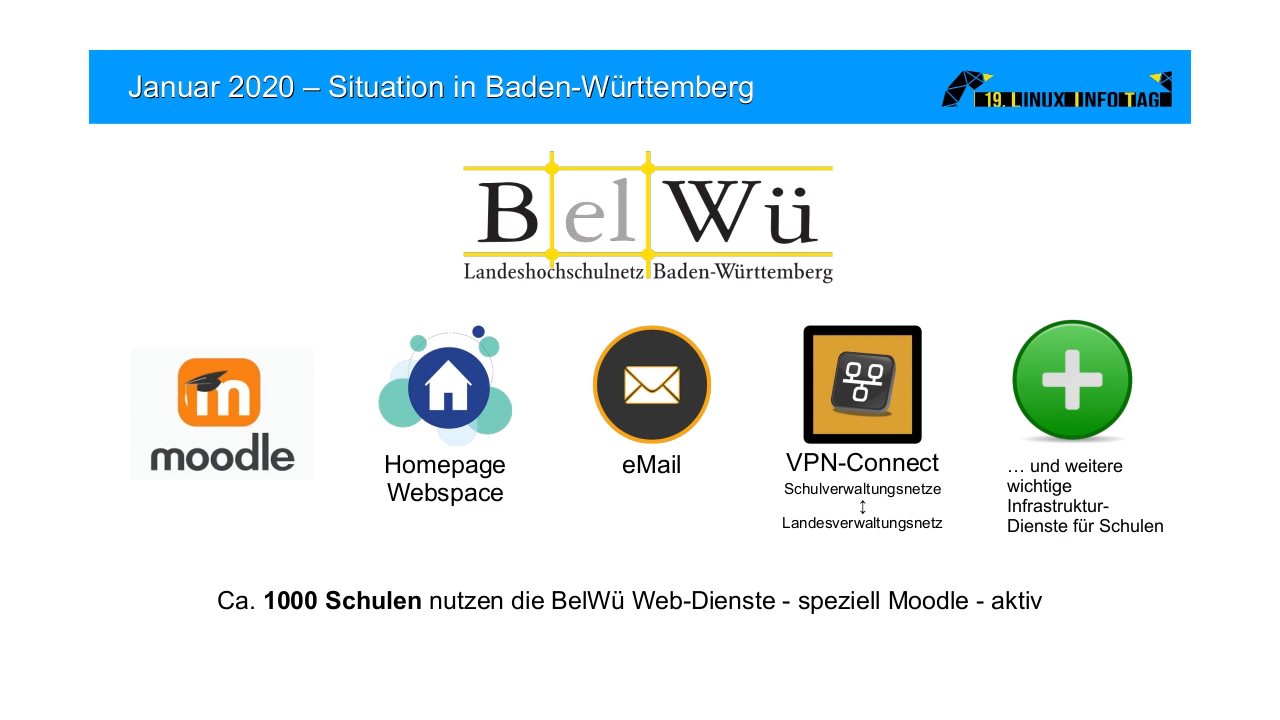 Januar 2020 – Situation in Baden-Württemberg
19. LINUX INFO TAG
BelWü
Landeshochschulnetz Baden-Württemberg
moodle
Homepage
Webspace
eMail
VPN-Connect
Schulverwaltungsnetze
↕
Landesverwaltungsnetz
… und weitere
wichtige
Infrastruktur-
Dienste für Schulen
Ca. 1000 Schulen nutzen die BelWü Web-Dienste - speziell Moodle - aktiv